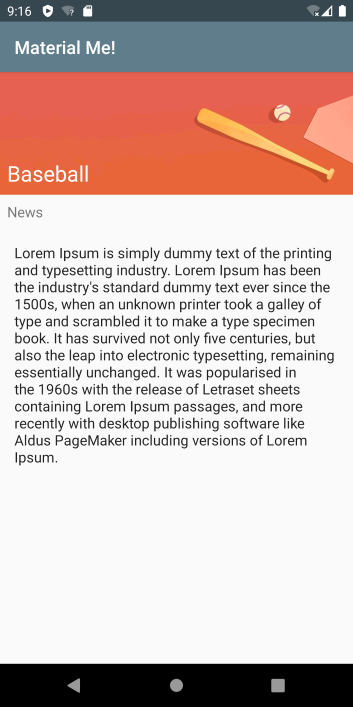 9:16
Material Me!
Baseball
News
Lorem Ipsum is simply dummy text of the printing
and typesetting industry. Lorem Ipsum has been
the industry's standard dummy text ever since the
1500s, when an unknown printer took a galley of
type and scrambled it to make a type specimen
book. It has survived not only five centuries, but
also the leap into electronic typesetting, remaining
essentially unchanged. It was popularised in
the 1960s with the release of Letraset sheets
containing Lorem Ipsum passages, and more
recently with desktop publishing software like
Aldus PageMaker including versions of Lorem
Ipsum.